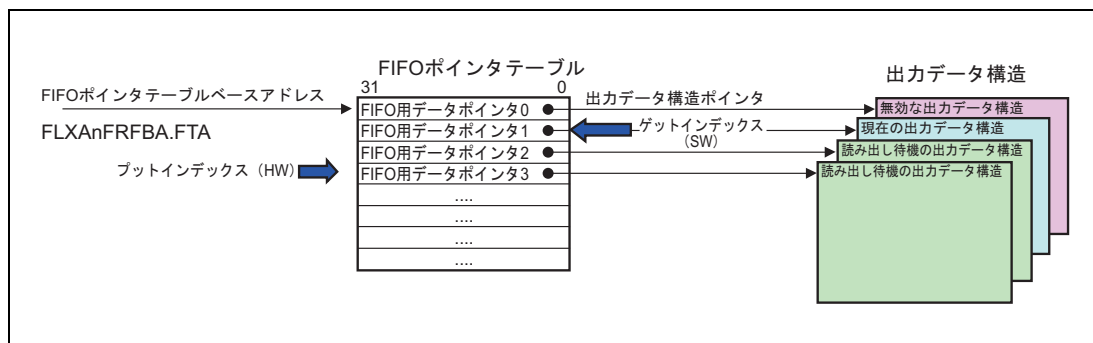 FIFOポインタテーブル
31 0
出力データ構造
FIFOポインタテーブルベースアドレス
FLXAnFRFBA.FTA
プットインデックス（HW）
FIFO用データポインタ0
FIFO用データポインタ1
FIFO用データポインタ2
FIFO用データポインタ3
....
....
....
....
出力データ構造ポインタ
ゲットインデックス
（SW）
無効な出力データ構造
現在の出力データ構造
読み出し待機の出力データ構造
読み出し待機の出力データ構造